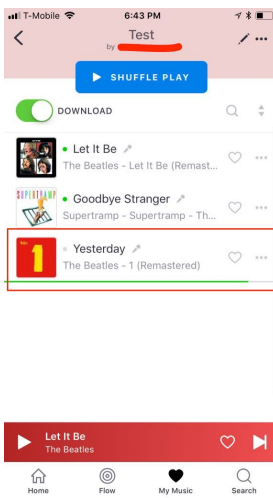 T-Mobile 6:43 PM
Test
by
SHUFFLE PLAY
DOWNLOAD
Let It Be
The Beatles - Let It Be (Remast...
SUPERTRAMP
Goodbye Stranger
Supertramp - Supertramp - Th...
1
Yesterday
The Beatles - 1 (Remastered)
Let It Be
The Beatles
Home Flow My Music Search